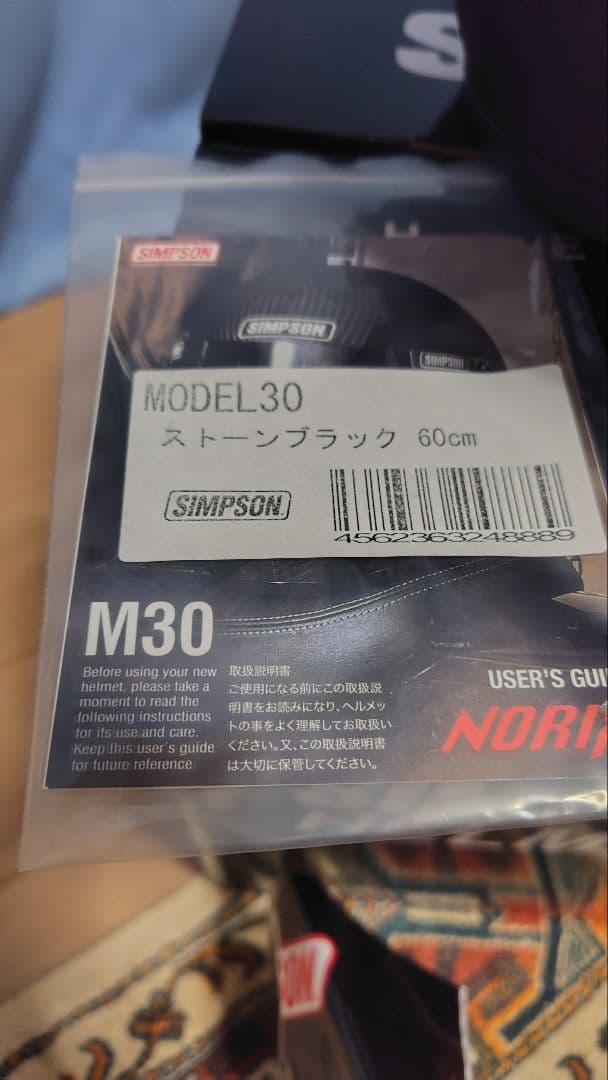 S
SIMPSON
SIMPSON
SIMPSON
MODEL30
ストーンブラック 60cm
SIMPSON
4562363248889
M30
Before using your new
helmet, please take a
moment to read the
following instructions
for its use and care.
Keep this user's guide
for future reference.
取扱説明書
ご使用になる前にこの取扱説
明書をお読みになり、ヘルメッ
トの事をよく理解してお取扱い
ください。又、この取扱説明書
は大切に保管してください。
USER'S GUI
NORI
SON